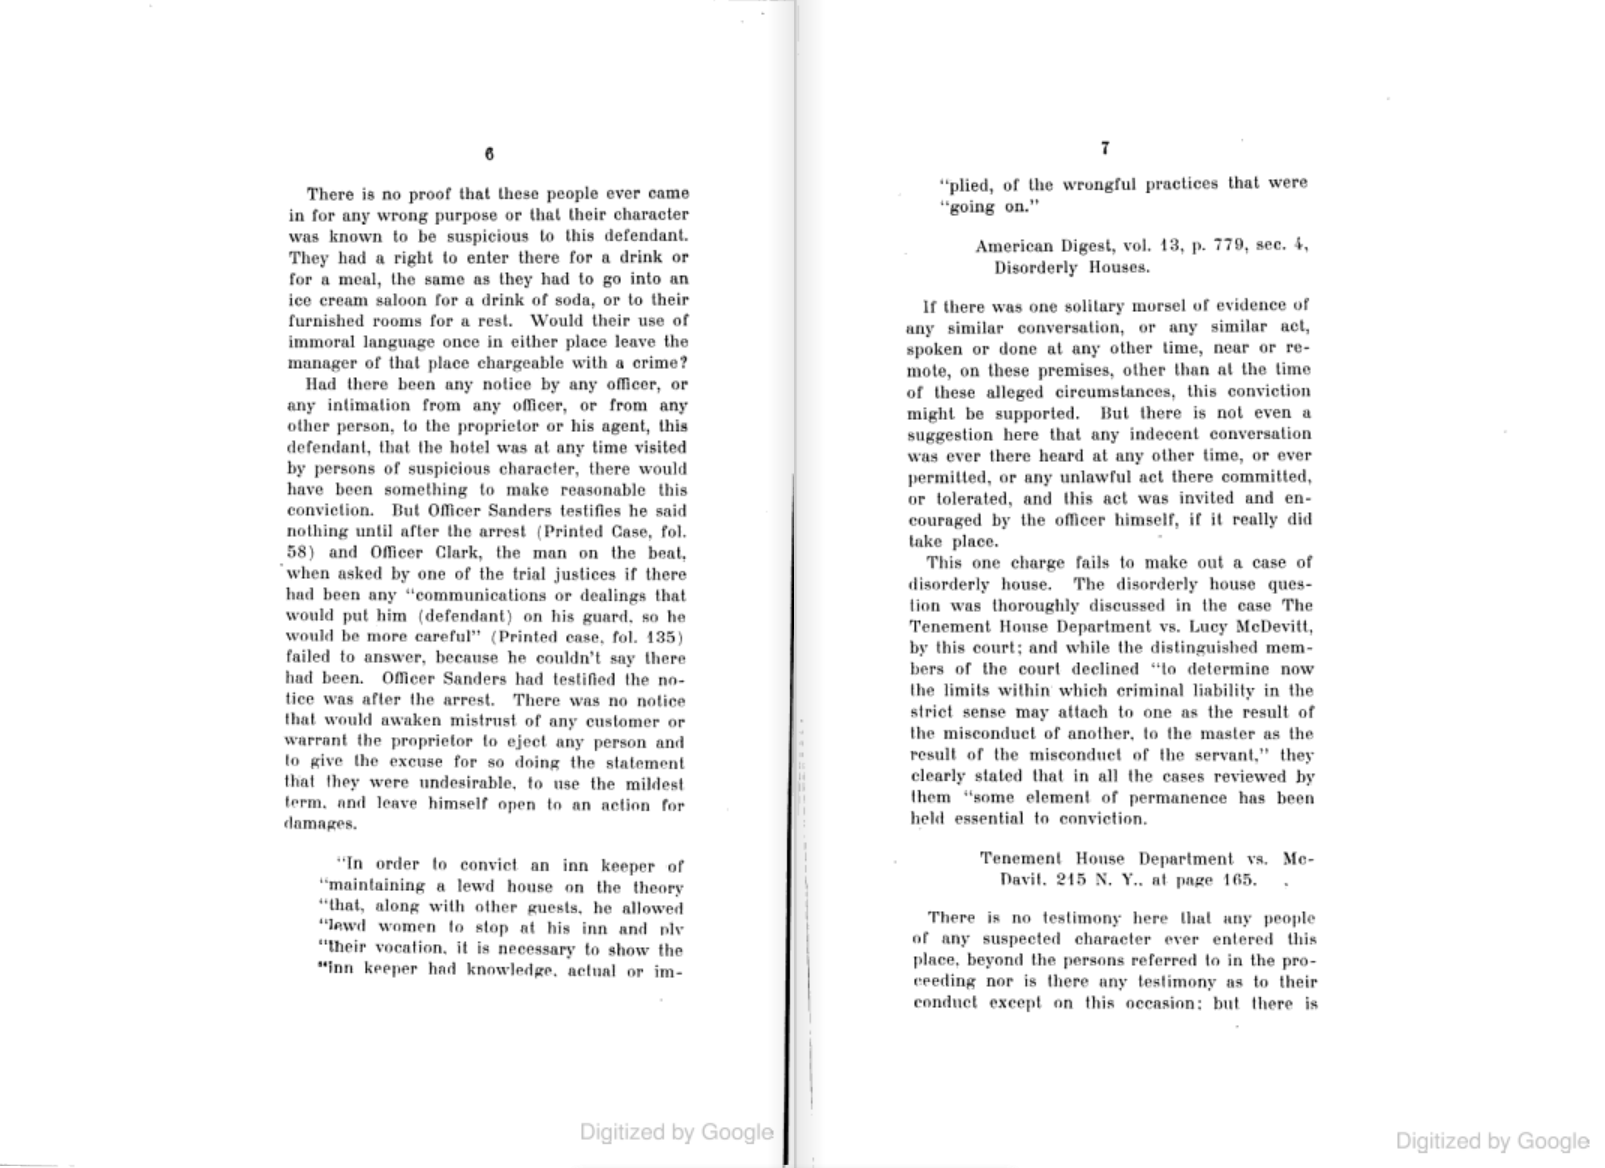 6
There is no proof that these people ever came
in for any wrong purpose or that their character
was known to be suspicious to this defendant.
They had a right to enter there for a drink or
for a meal, the same as they had to go into an
ice cream saloon for a drink of soda, or to their
furnished rooms for a rest. Would their use of
immoral language once in either place leave the
manager of that place chargeable with a crime?
Had there been any notice by any officer, or
any intimation from any officer, or from any
other person, to the proprietor or his agent, this
defendant, that the hotel was at any time visited
by persons of suspicious character, there would
have been something to make reasonable this
conviction. But Officer Sanders testifies he said
nothing until after the arrest (Printed Case, fol.
58) and Officer Clark, the man on the beat,
when asked by one of the trial justices if there
had been any “communications or dealings that
would put him (defendant) on his guard, so he
would be more careful” (Printed case, fol. 135)
failed to answer, because he couldn't say there
had been. Officer Sanders had testified the no-
tice was after the arrest. There was no notice
that would awaken mistrust of any customer or
warrant the proprietor to eject any person and
to give the excuse for so doing the statement
that they were undesirable, to use the mildest
term, and leave himself open to an action for
damages.
“In order to convict an inn keeper of
“maintaining a lewd house on the theory
“that, along with other guests, he allowed
“lewd women to stop at his inn and ply
“their vocation, it is necessary to show the
“inn keeper had knowledge, actual or im-
Digitized by Google
7
“plied, of the wrongful practices that were
“going on.”
American Digest, vol. 13, p. 779, sec. 4,
Disorderly Houses.
If there was one solitary morsel of evidence of
any similar conversation, or any similar act,
spoken or done at any other time, near or re-
mote, on these premises, other than at the time
of these alleged circumstances, this conviction
might be supported. But there is not even a
suggestion here that any indecent conversation
was ever there heard at any other time, or ever
permitted, or any unlawful act there committed,
or tolerated, and this act was invited and en-
couraged by the officer himself, if it really did
take place.
This one charge fails to make out a case of
disorderly house. The disorderly house ques-
tion was thoroughly discussed in the case The
Tenement House Department vs. Lucy McDevitt,
by this court; and while the distinguished mem-
bers of the court declined “to determine now
the limits within which criminal liability in the
strict sense may attach to one as the result of
the misconduct of another, to the master as the
result of the misconduct of the servant,” they
clearly stated that in all the cases reviewed by
them “some element of permanence has been
held essential to conviction.
Tenement House Department vs. Mc-
Davit. 215 N. Y., at page 165.
There is no testimony here that any people
of any suspected character ever entered this
place, beyond the persons referred to in the pro-
ceeding nor is there any testimony as to their
conduct except on this occasion; but there is
Digitized by Google